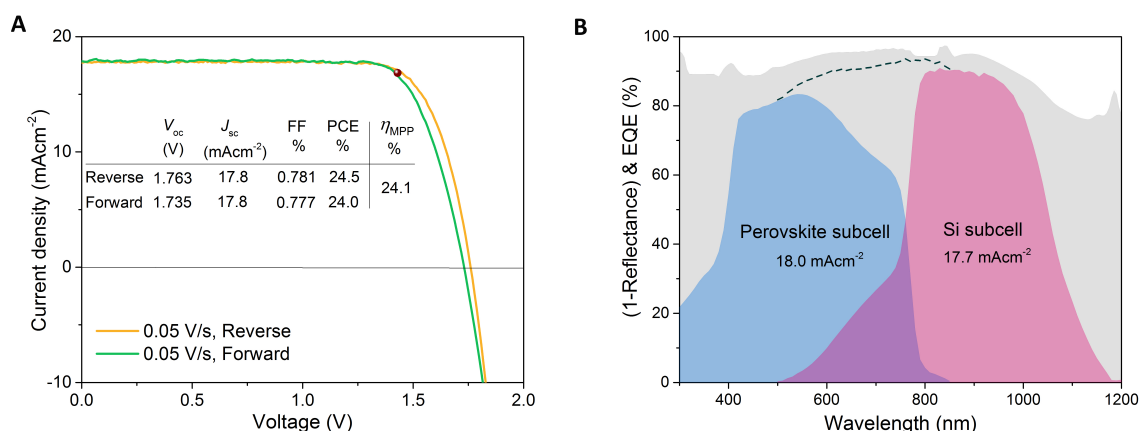 A
20
10
0
-10
0.0
0.5
1.0
1.5
2.0
Current density (mAcm⁻²)
Voltage (V)
V_oc J_sc FF PCE η_MPP
(V) (mAcm⁻²) % % %
Reverse 1.763 17.8 0.781 24.5
24.1
Forward 1.735 17.8 0.777 24.0
0.05 V/s, Reverse
0.05 V/s, Forward
B
100
80
60
40
20
0
400
600
800
1000
1200
(1-Reflectance) & EQE (%)
Wavelength (nm)
Perovskite subcell
18.0 mAcm⁻²
Si subcell
17.7 mAcm⁻²